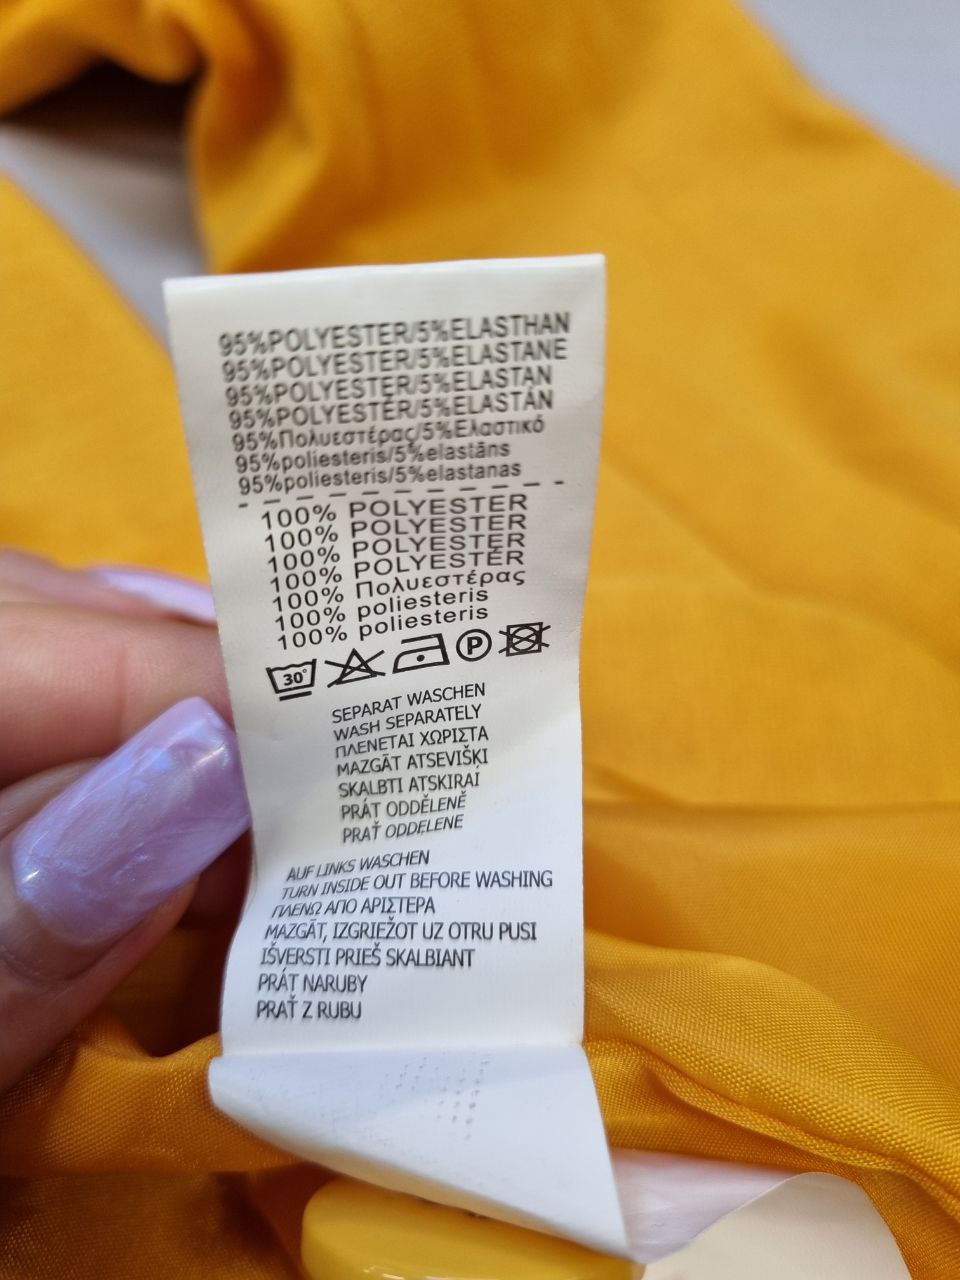 95%POLYESTER/5%ELASTHAN
95%POLYESTER/5%ELASTANE
95%POLYESTER/5%ELASTAN
95%POLYESTĚR/5%ELASTÁN
95%Πολυεστέρας/5%Ελαστικό
95%poliesteris/5%elastāns
95%poliesteris/5%elastanas
100% POLYESTER
100% POLYESTER
100% POLYESTER
100% POLYESTĚR
100% Πολυεστέρας
100% poliesteris
100% poliesteris
30° P
SEPARAT WASCHEN
WASH SEPARATELY
ΠΛΕΝΕΤΑΙ ΧΩΡΙΣΤΑ
MAZGĀT ATSEVIŠĶI
SKALBTI ATSKIRAI
PRÁT ODDĚLENĚ
PRAŤ ODDELENE
AUF LINKS WASCHEN
TURN INSIDE OUT BEFORE WASHING
ΠΛΕΝΩ ΑΠΟ ΑΡΙΣΤΕΡΑ
MAZGĀT, IZGRIEŽOT UZ OTRU PUSI
IŠVERSTI PRIEŠ SKALBIANT
PRÁT NARUBY
PRAŤ Z RUBU